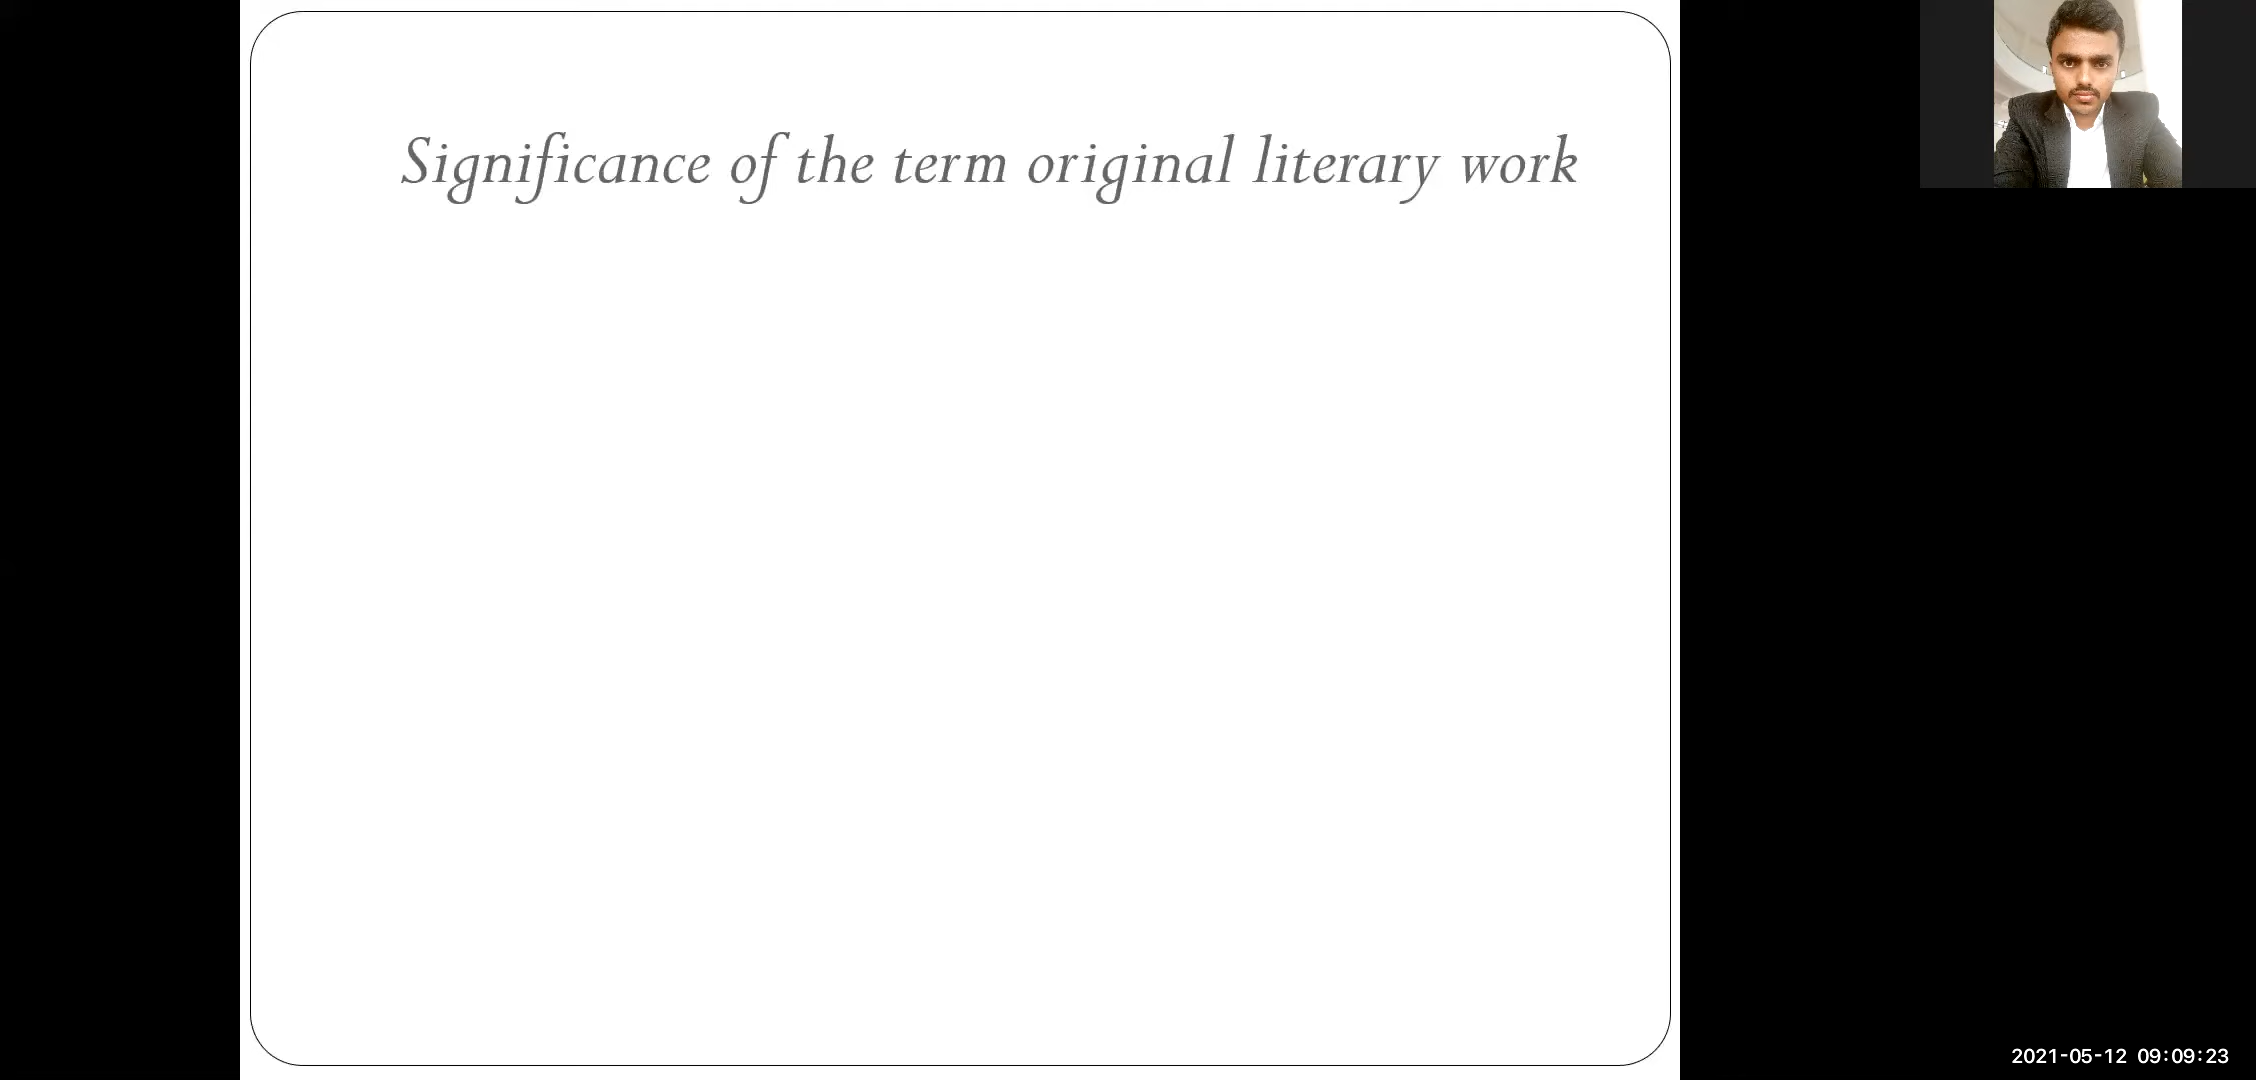 Significance of the term original literary work
2021-05-12 09:09:23